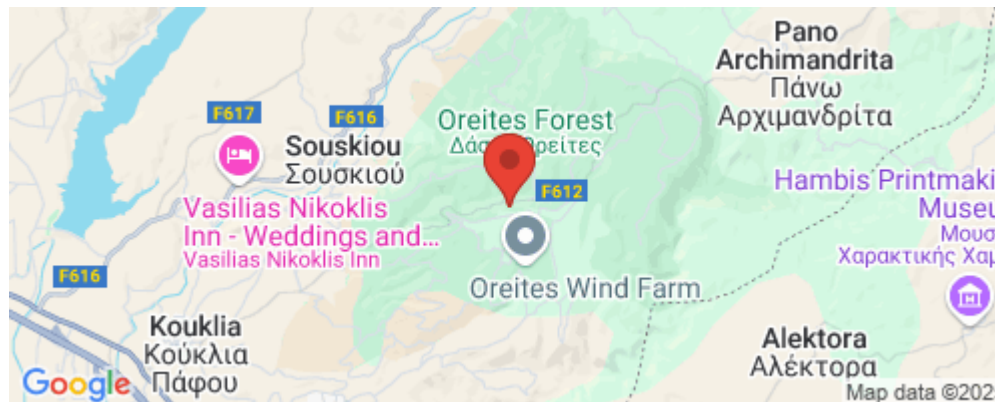 Pano
Archimandrita
Πάνω
Αρχιμανδρίτα
F617
F616
Oreites Forest
Souskiou
Σουσκιού
F612
Hambis Printmaki
Museu
Μουσ
Χαρακτικής Χαμ
Vasilias Nikoklis
Inn - Weddings and...
Vasilias Nikoklis Inn
F616
Oreites Wind Farm
Kouklia
Κούκλια
Πάφου
Alektora
Αλέκτορα
Google
Map data ©202